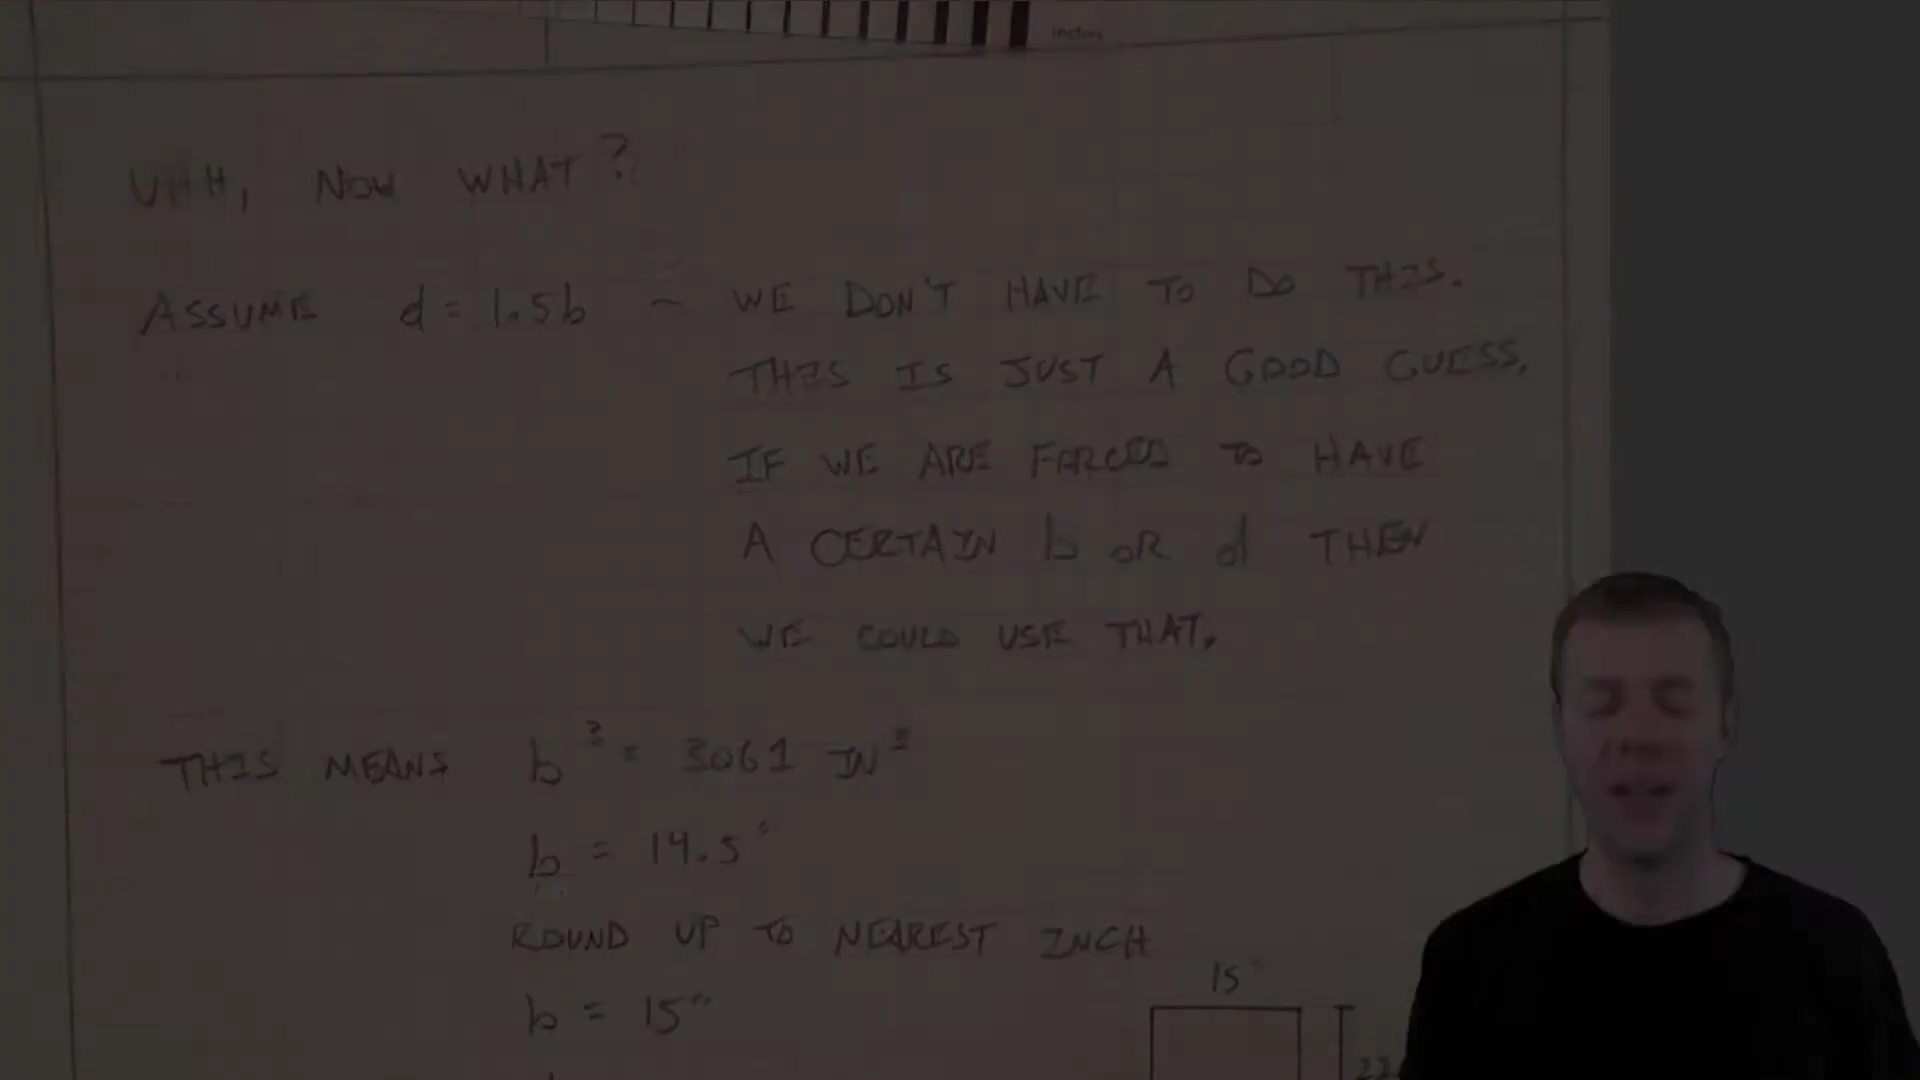 inches
UHH, NOW WHAT?
ASSUME d = 1.5b ~ WE DON'T HAVE TO DO THIS.
THIS IS JUST A GOOD GUESS.
IF WE ARE FORCED TO HAVE
A CERTAIN b OR d THEN
WE COULD USE THAT.
THIS MEANS b³ = 3061 IN³
b = 14.5"
ROUND UP TO NEAREST INCH
b = 15"
15"
22